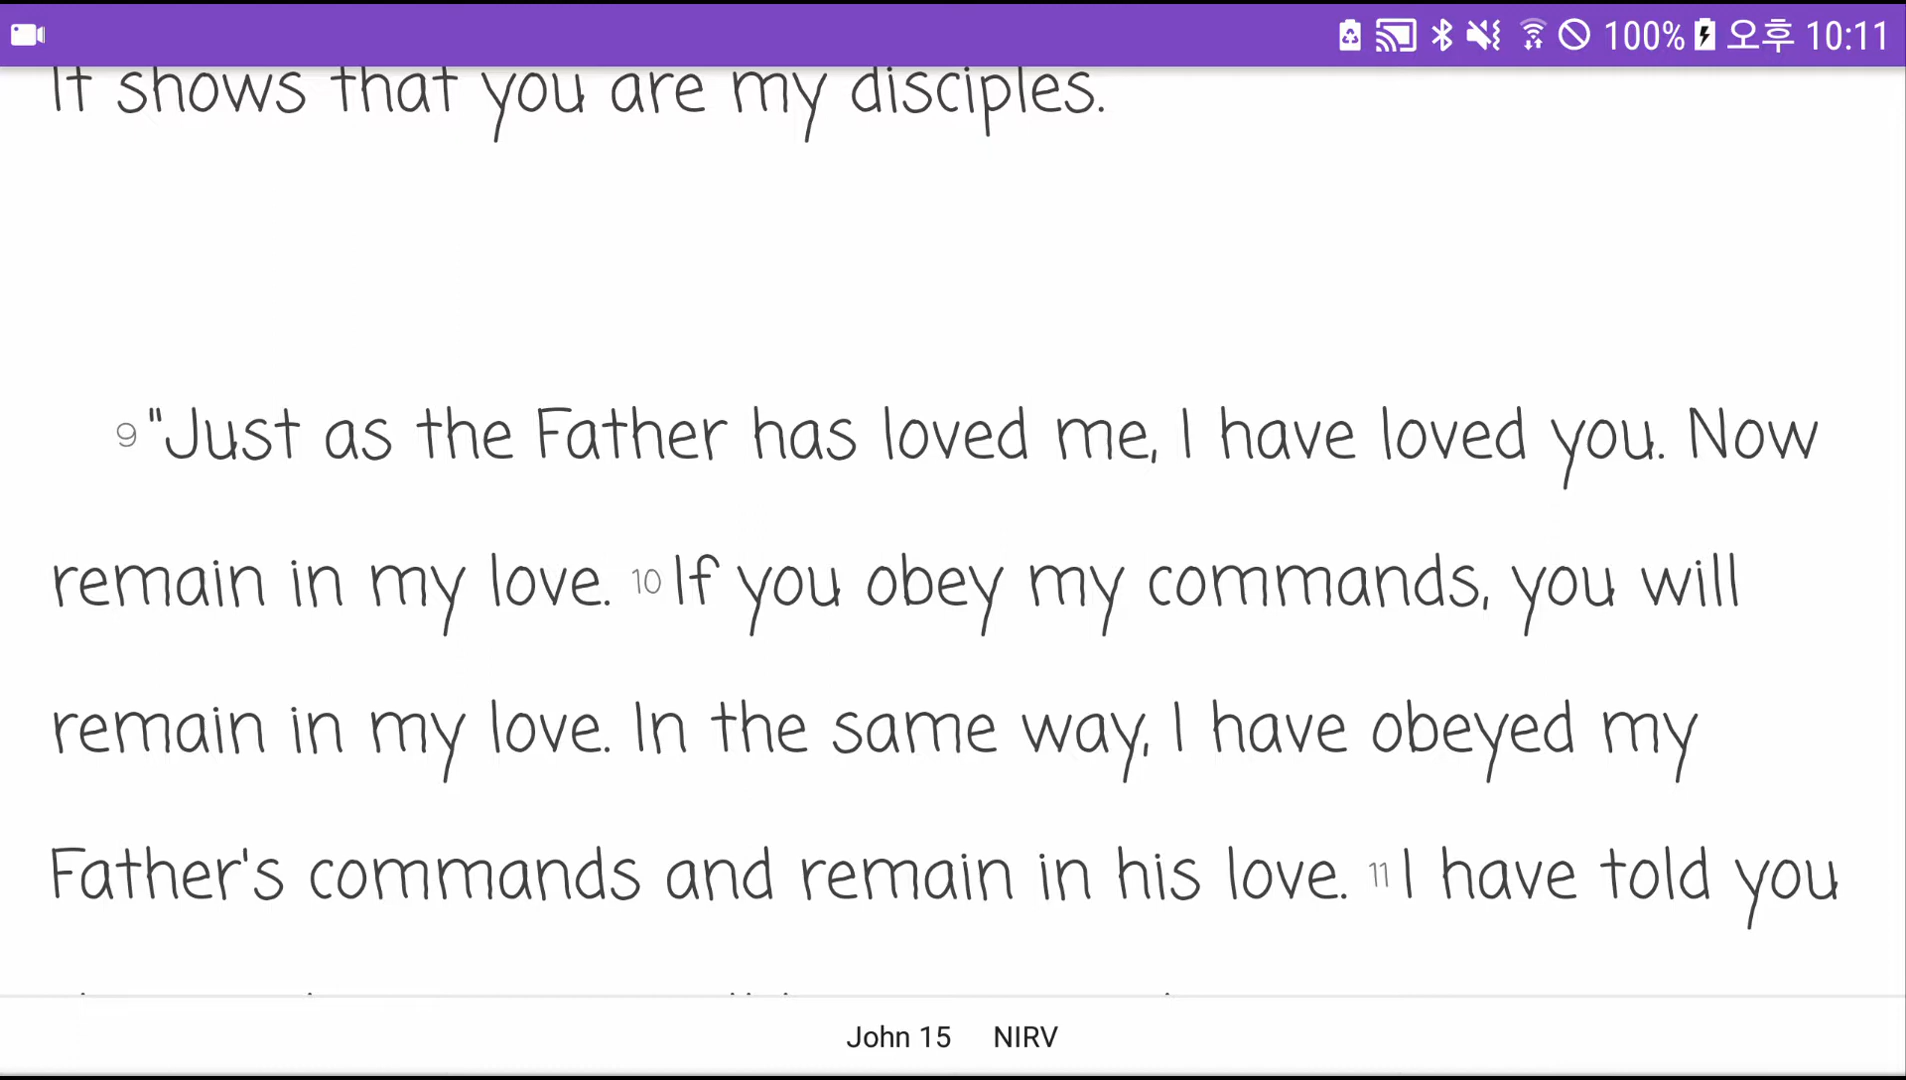 100% 오후 10:11
It shows that you are my disciples.
9 "Just as the Father has loved me, I have loved you. Now
remain in my love. 10 If you obey my commands, you will
remain in my love. In the same way, I have obeyed my
Father's commands and remain in his love. 11 I have told you
John 15 NIRV